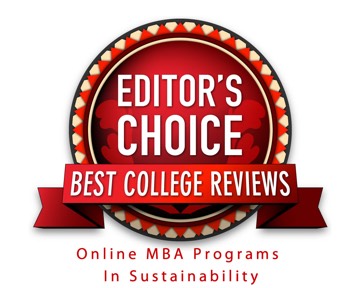 EDITOR'S
CHOICE
BEST COLLEGE REVIEWS
Online MBA Programs
In Sustainability